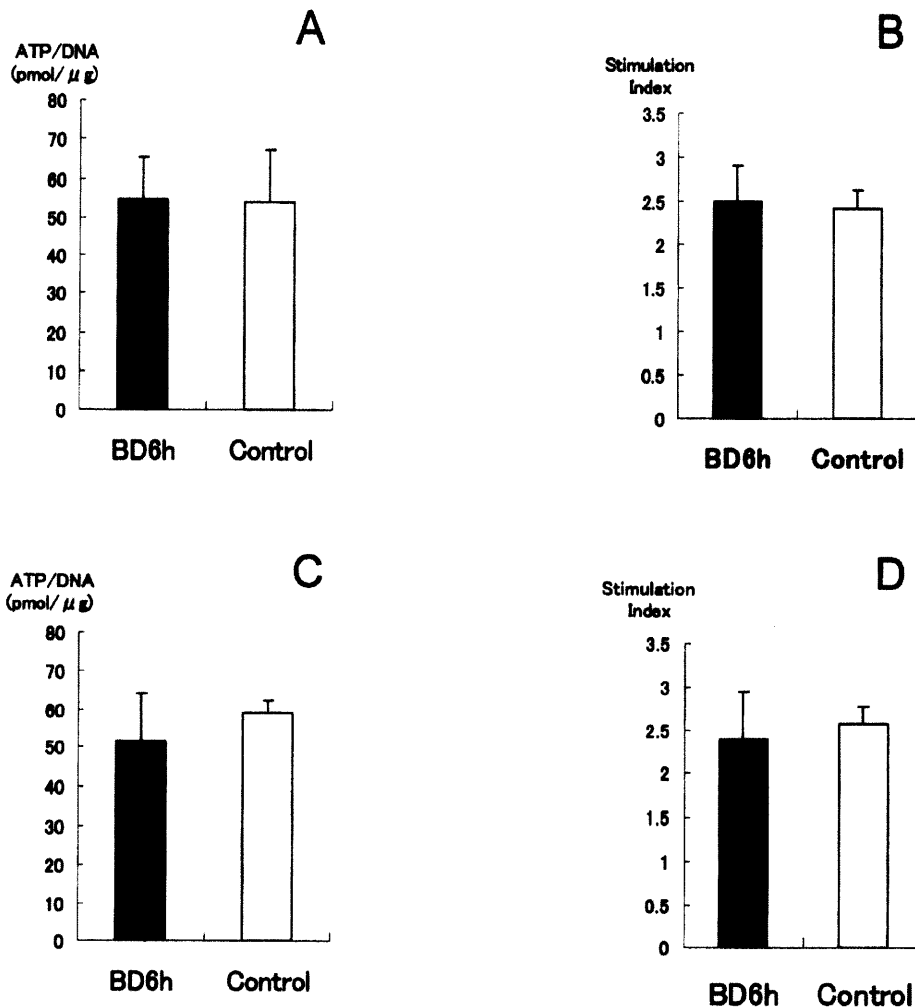 A
ATP/DNA
(pmol/μg)
80
70
60
50
40
30
20
10
0
BD6h Control
B
Stimulation
Index
3.5
3
2.5
2
1.5
1
0.5
0
BD6h Control
C
ATP/DNA
(pmol/μg)
80
70
60
50
40
30
20
10
0
BD6h Control
D
Stimulation
Index
3.5
3
2.5
2
1.5
1
0.5
0
BD6h Control